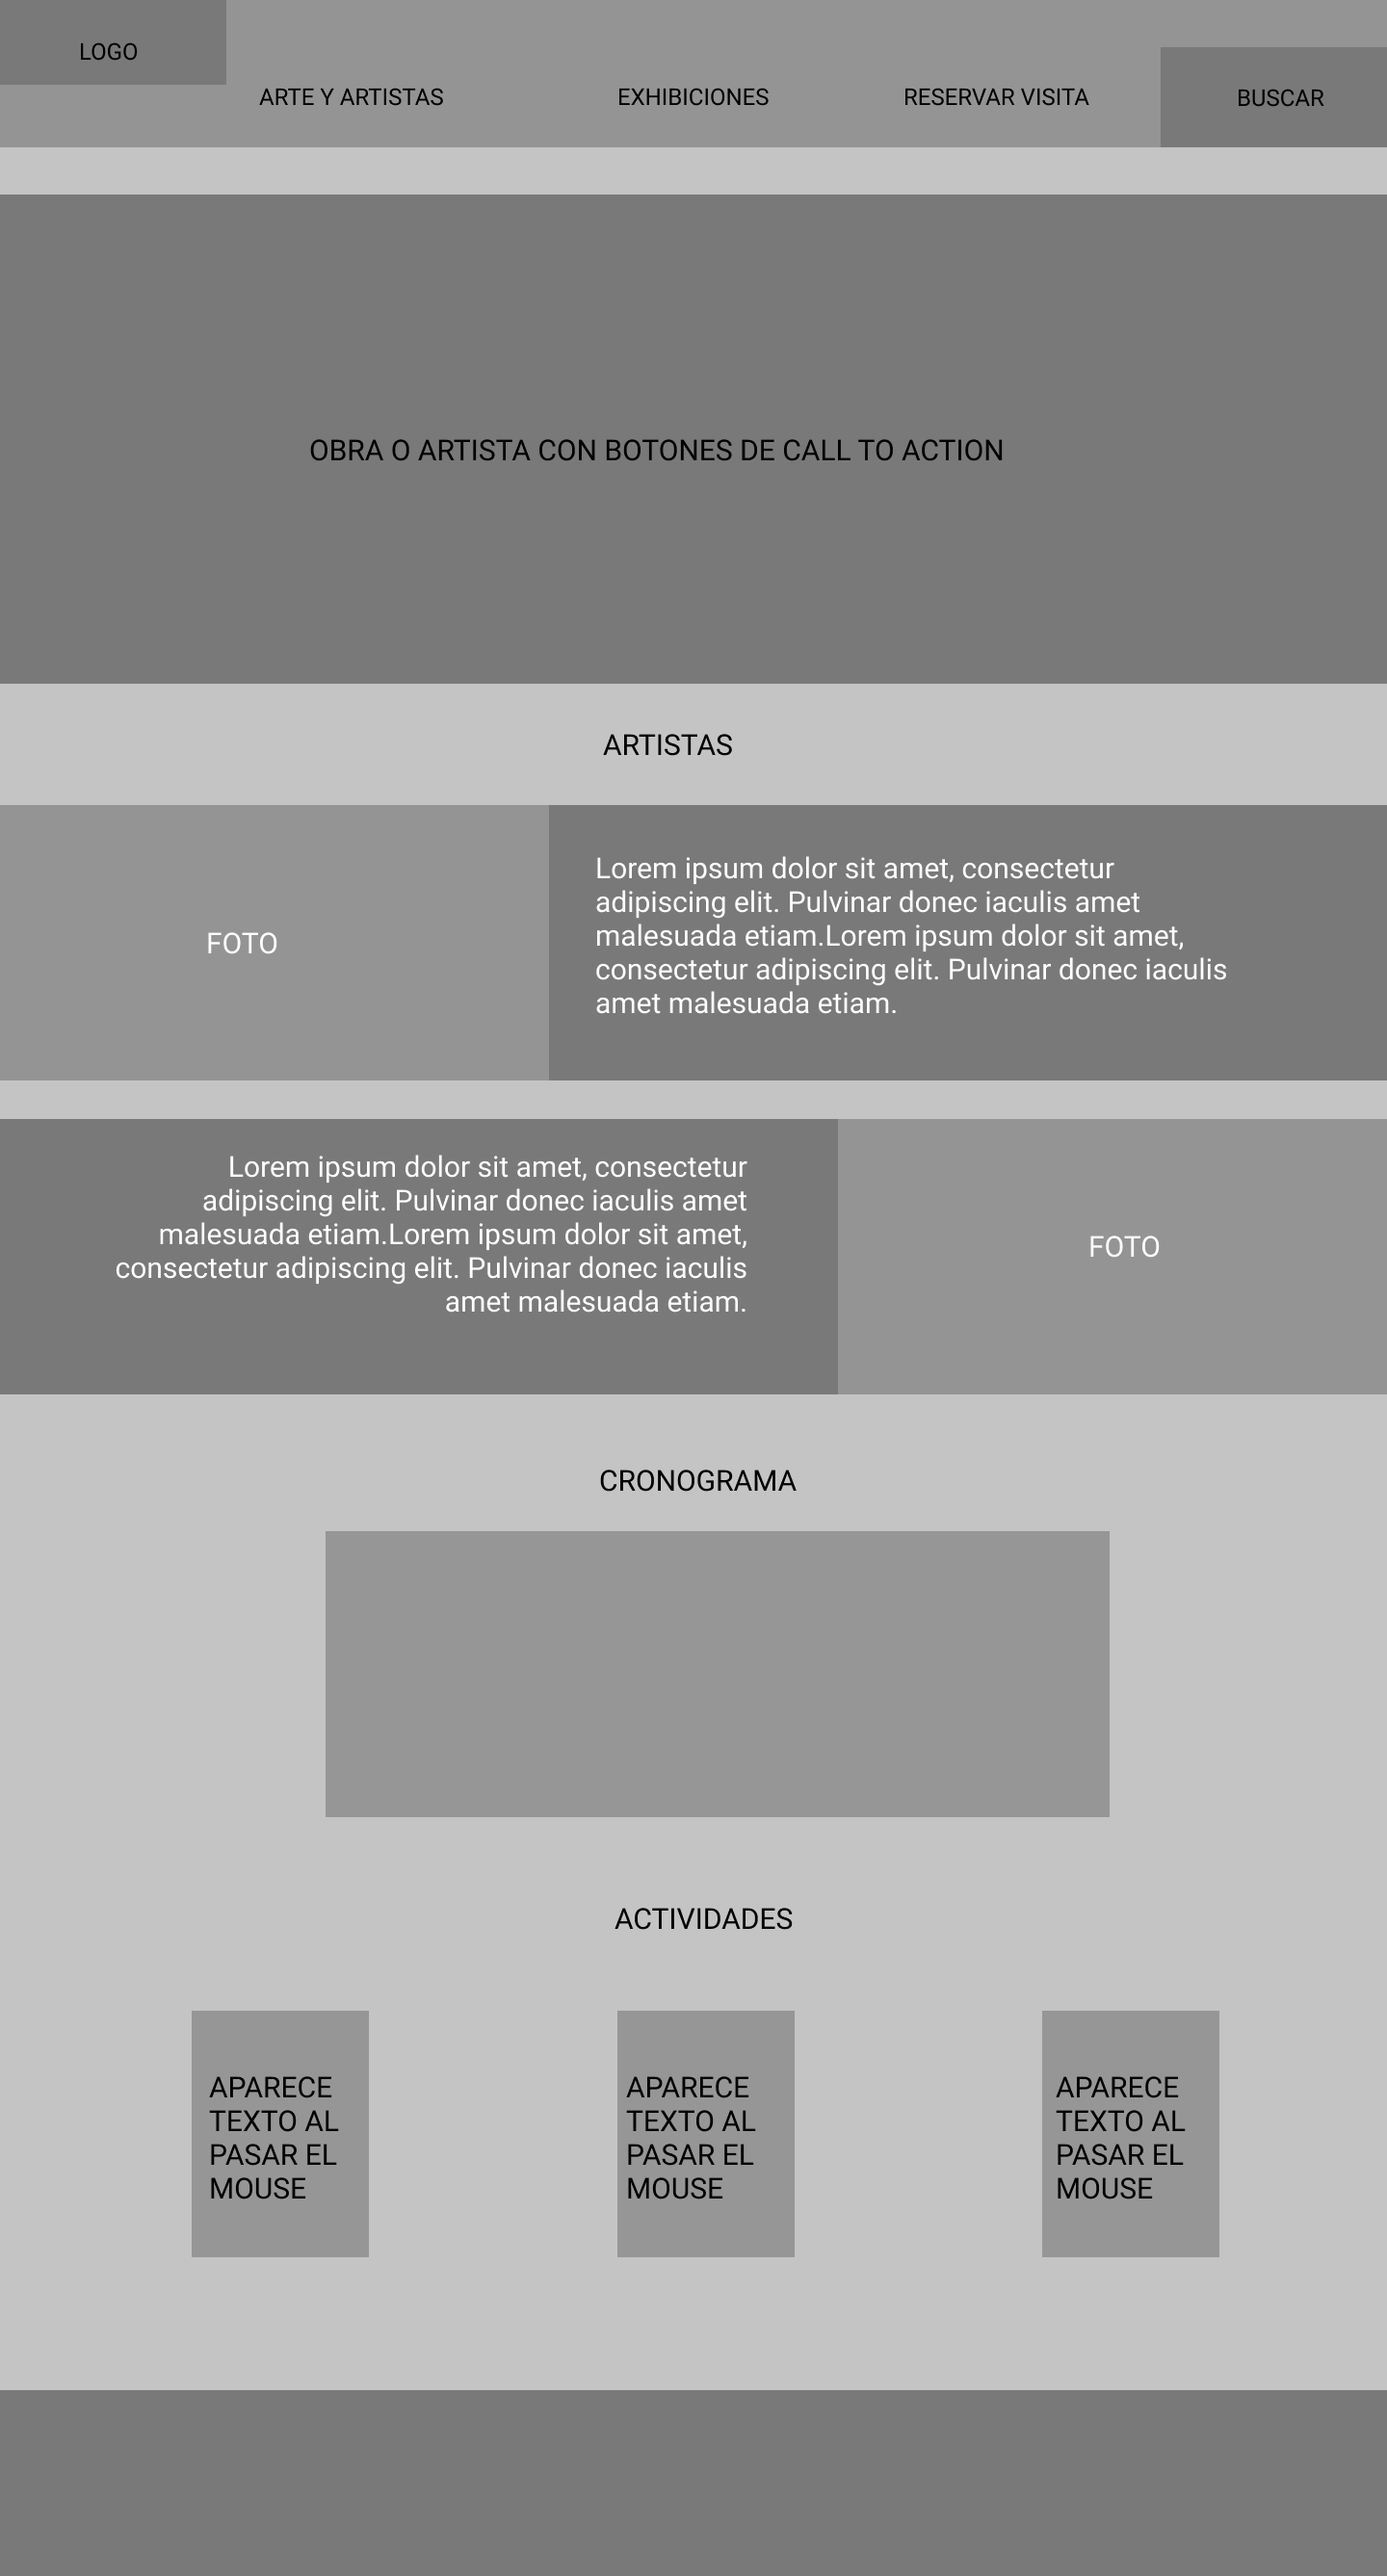 LOGO
ARTE Y ARTISTAS
EXHIBICIONES
RESERVAR VISITA
BUSCAR
OBRA O ARTISTA CON BOTONES DE CALL TO ACTION
ARTISTAS
FOTO
Lorem ipsum dolor sit amet, consectetur
adipiscing elit. Pulvinar donec iaculis amet
malesuada etiam.Lorem ipsum dolor sit amet,
consectetur adipiscing elit. Pulvinar donec iaculis
amet malesuada etiam.
Lorem ipsum dolor sit amet, consectetur
adipiscing elit. Pulvinar donec iaculis amet
malesuada etiam.Lorem ipsum dolor sit amet,
consectetur adipiscing elit. Pulvinar donec iaculis
amet malesuada etiam.
FOTO
CRONOGRAMA
ACTIVIDADES
APARECE
TEXTO AL
PASAR EL
MOUSE
APARECE
TEXTO AL
PASAR EL
MOUSE
APARECE
TEXTO AL
PASAR EL
MOUSE